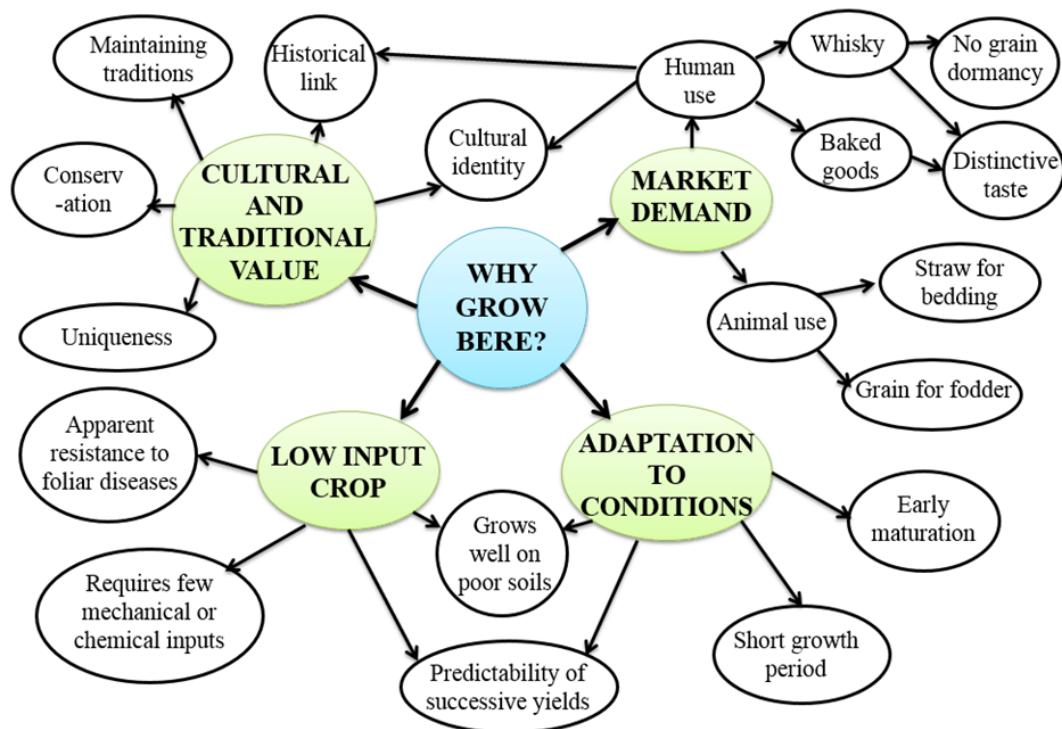 Maintaining
traditions
Historical
link
Human
use
Whisky
No grain
dormancy
Cultural
identity
Baked
goods
Distinctive
taste
Conserv
-ation
CULTURAL
AND
TRADITIONAL
VALUE
MARKET
DEMAND
WHY
GROW
BERE?
Straw for
bedding
Uniqueness
Animal use
Grain for fodder
Apparent
resistance to
foliar diseases
LOW INPUT
CROP
ADAPTATION
TO
CONDITIONS
Early
maturation
Grows
well on
poor soils
Requires few
mechanical or
chemical inputs
Short growth
period
Predictability of
successive yields